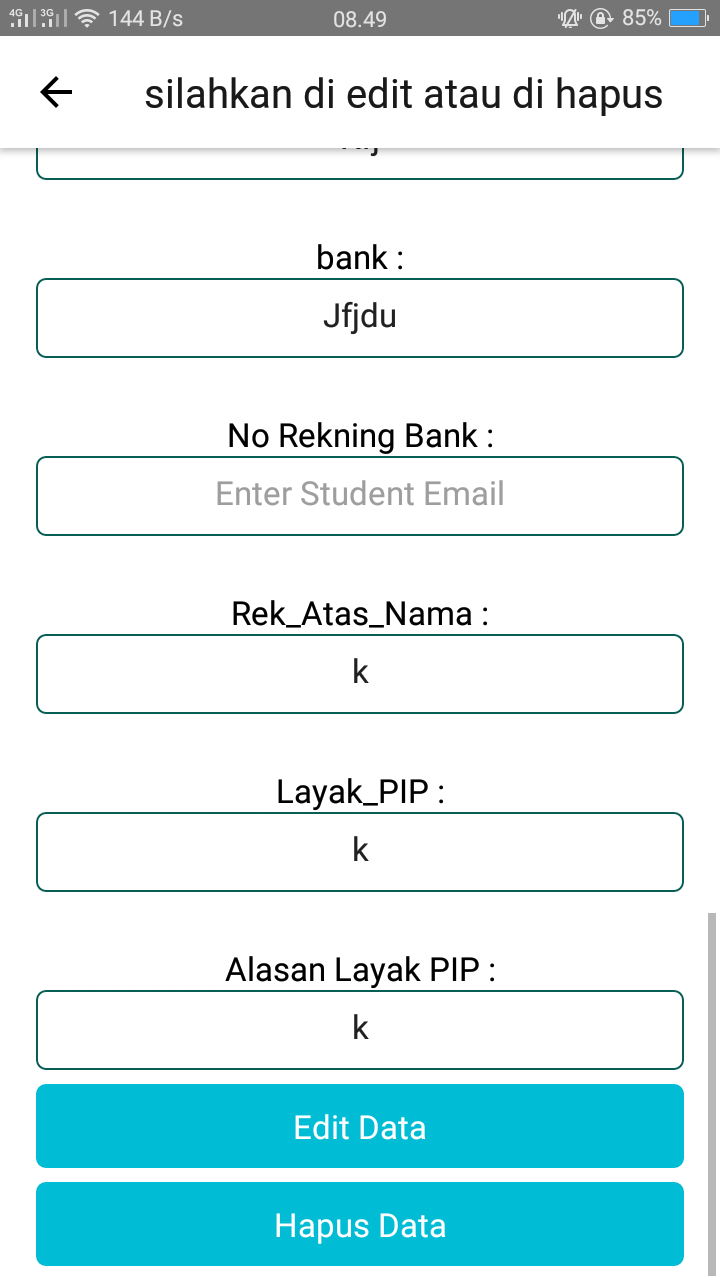 4G 3G 144 B/s 08.49 85%
silahkan di edit atau di hapus
bank :
Jfjdu
No Rekning Bank :
Enter Student Email
Rek_Atas_Nama :
k
Layak_PIP :
k
Alasan Layak PIP :
k
Edit Data
Hapus Data